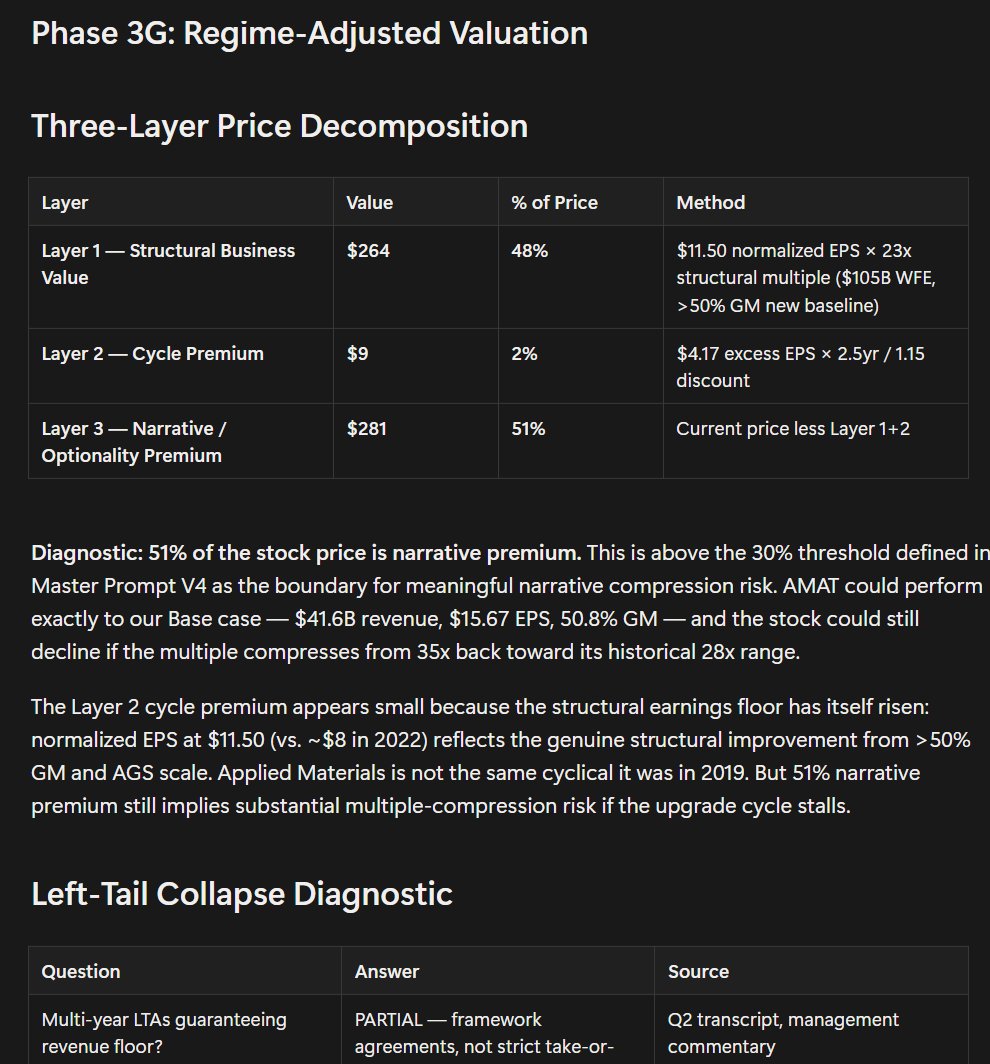 Phase 3G: Regime-Adjusted Valuation
Three-Layer Price Decomposition
Layer Value % of Price Method
Layer 1 — Structural Business Value $264 48% $11.50 normalized EPS × 23x structural multiple ($105B WFE, >50% GM new baseline)
Layer 2 — Cycle Premium $9 2% $4.17 excess EPS × 2.5yr / 1.15 discount
Layer 3 — Narrative / Optionality Premium $281 51% Current price less Layer 1+2
Diagnostic: 51% of the stock price is narrative premium. This is above the 30% threshold defined in
Master Prompt V4 as the boundary for meaningful narrative compression risk. AMAT could perform
exactly to our Base case — $41.6B revenue, $15.67 EPS, 50.8% GM — and the stock could still
decline if the multiple compresses from 35x back toward its historical 28x range.
The Layer 2 cycle premium appears small because the structural earnings floor has itself risen:
normalized EPS at $11.50 (vs. ~$8 in 2022) reflects the genuine structural improvement from >50%
GM and AGS scale. Applied Materials is not the same cyclical it was in 2019. But 51% narrative
premium still implies substantial multiple-compression risk if the upgrade cycle stalls.
Left-Tail Collapse Diagnostic
Question Answer Source
Multi-year LTAs guaranteeing revenue floor? PARTIAL — framework agreements, not strict take-or- Q2 transcript, management commentary